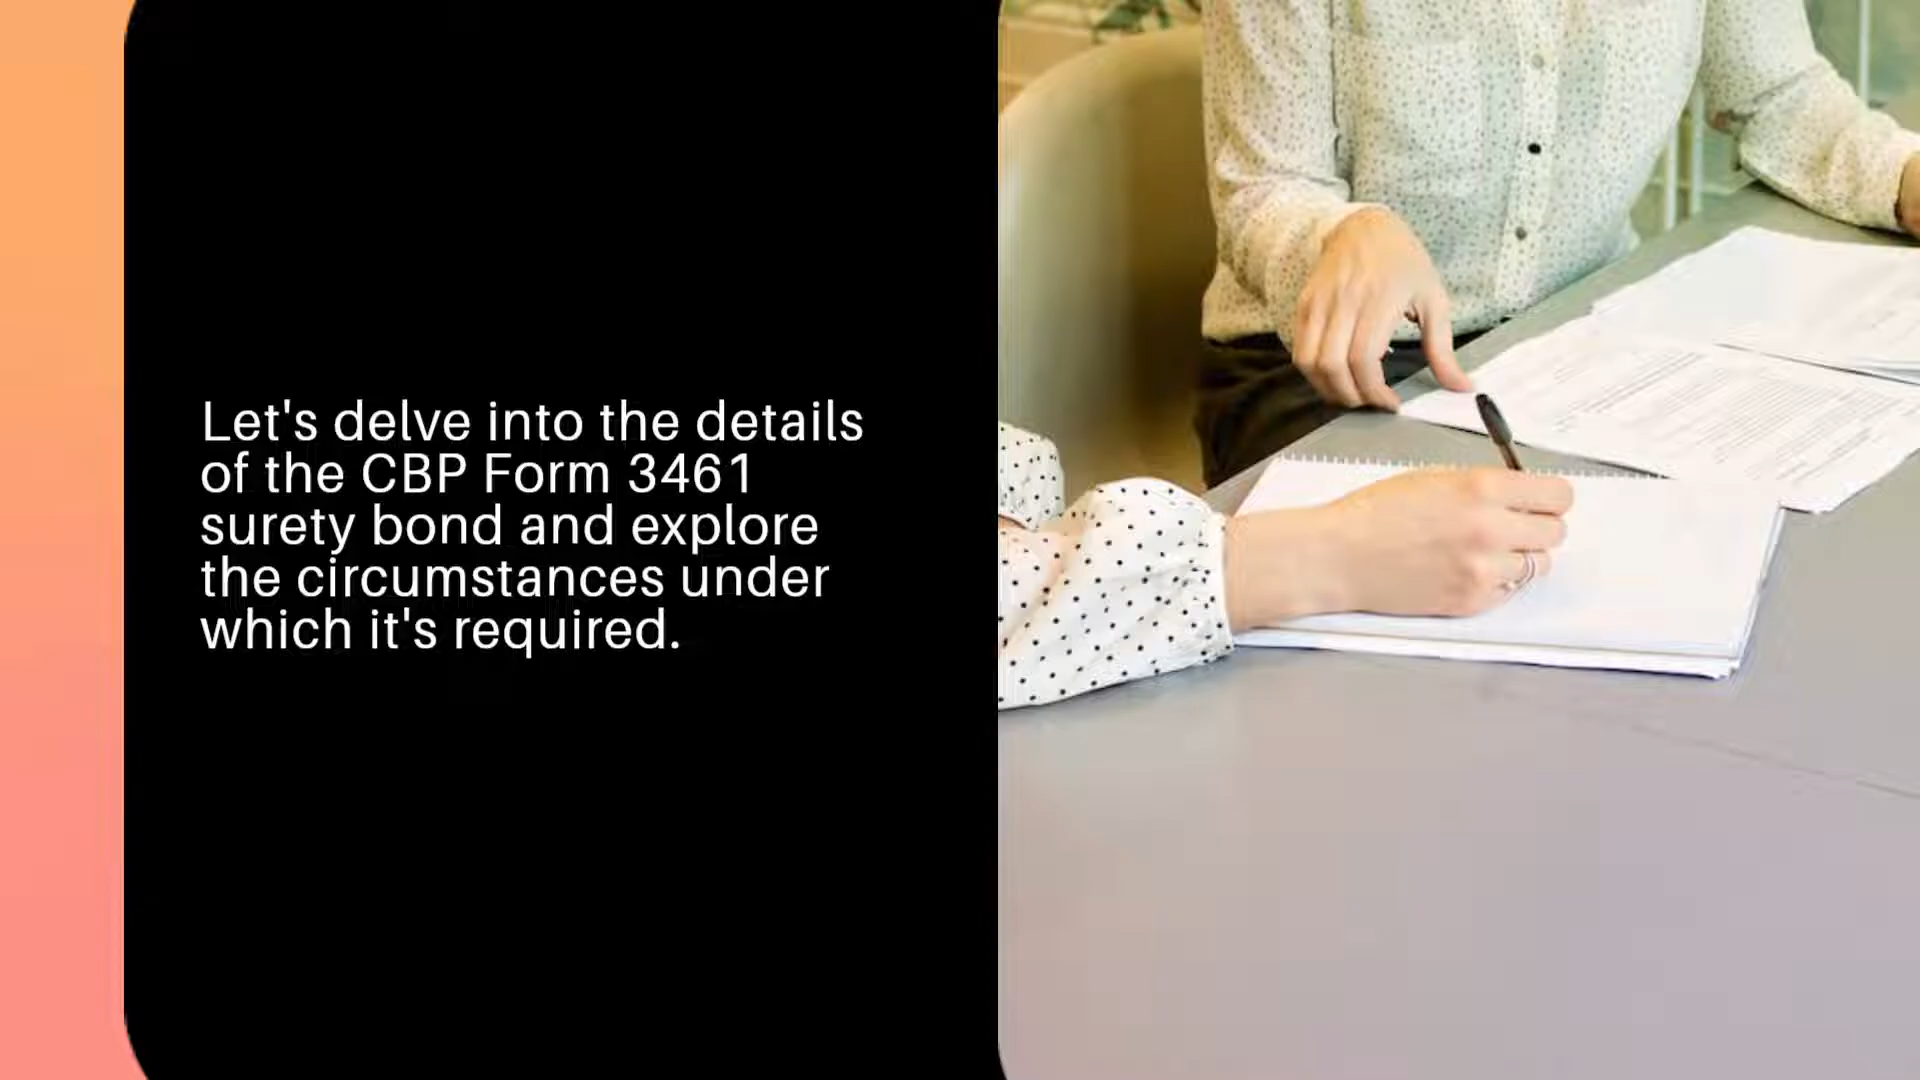 Let's delve into the details
of the CBP Form 3461
surety bond and explore
the circumstances under
which it's required.